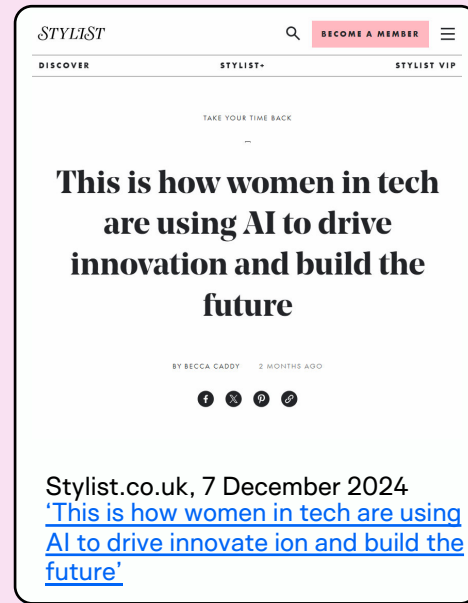 STYLIST
BECOME A MEMBER
DISCOVER STYLIST+ STYLIST VIP
TAKE YOUR TIME BACK
This is how women in tech
are using AI to drive
innovation and build the
future
BY BECCA CADDY 2 MONTHS AGO
Stylist.co.uk, 7 December 2024
‘This is how women in tech are using
AI to drive innovate ion and build the
future’